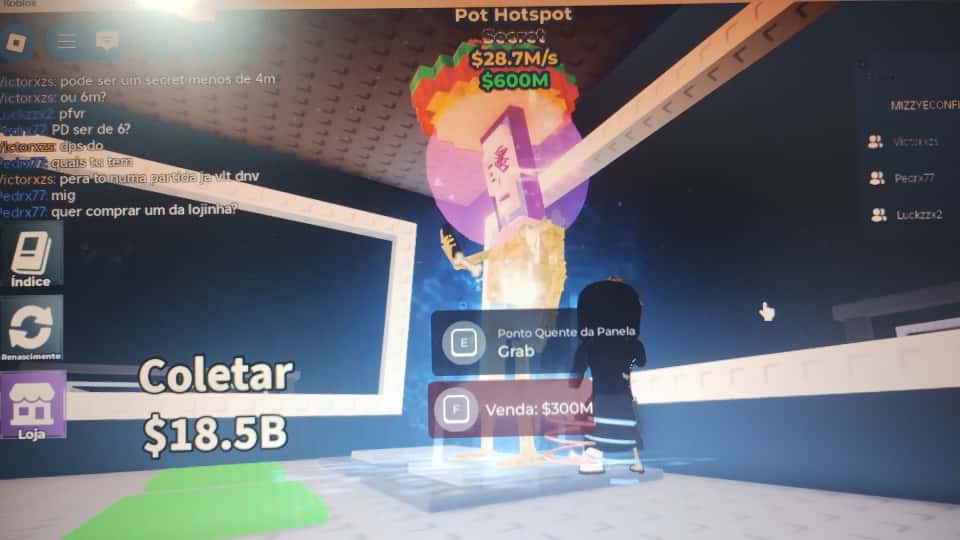 Roblox
Pot Hotspot
Secret
$28.7M/s
$600M
Victorxzs: pode ser um secret menos de 4m
Victorxzs: ou 6m?
Luckzzx2: pfvr
Pedrx77: PD ser de 6?
Victorxzs: dps do
Pedrx77: quais tu tem
Victorxzs: pera to numa partida ja vlt dnv
Pedrx77: mig
Pedrx77: quer comprar um da lojinha?
MIZZYECONFI
Victorxzs
Pedrx77
Luckzzx2
Índice
Renascimento
Loja
Coletar
$18.5B
E
Ponto Quente da Panela
Grab
F
Venda: $300M